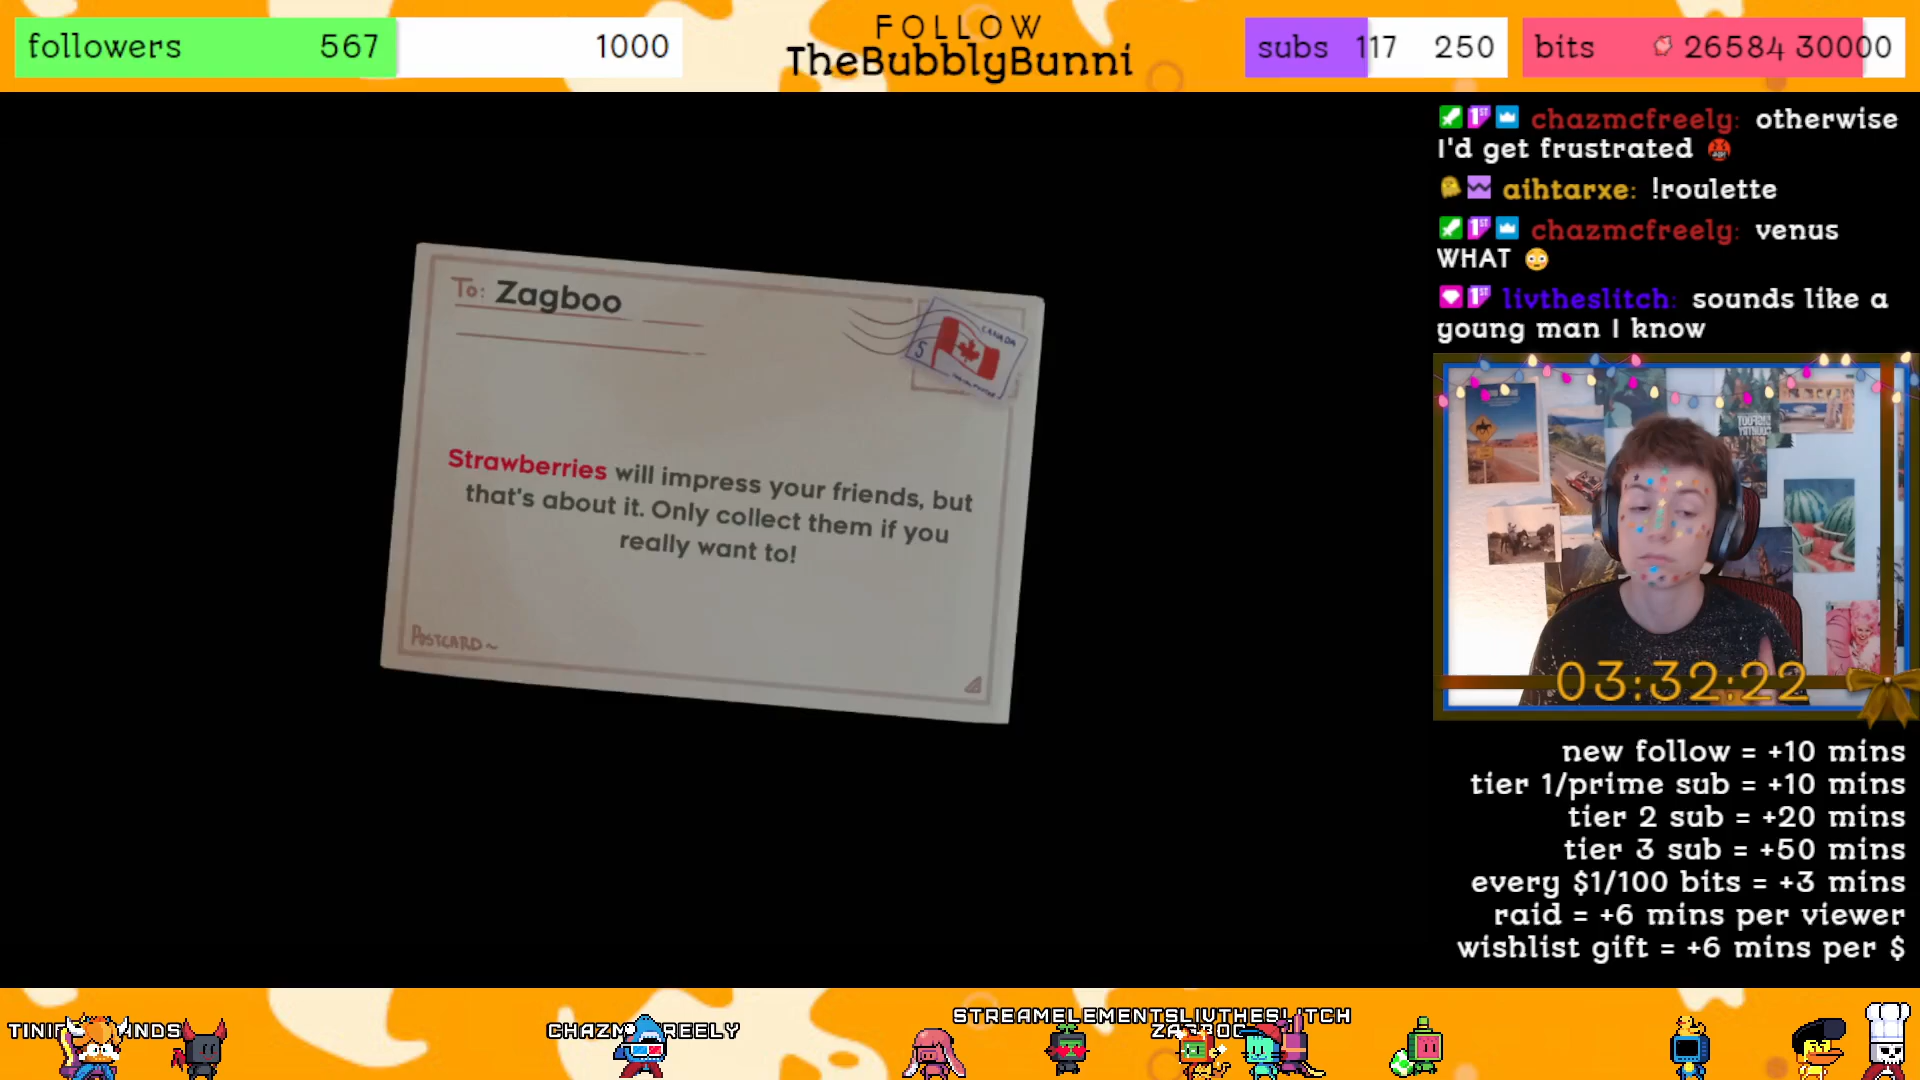 followers 567 1000
FOLLOW
TheBubblyBunni
subs 117 250
bits 26584 30000
chazmcfreely: otherwise
I'd get frustrated
aihtarxe: !roulette
chazmcfreely: venus
WHAT
livtheslitch: sounds like a
young man I know
To: Zagboo
CANADA
5
Strawberries will impress your friends, but
that's about it. Only collect them if you
really want to!
POSTCARD~
03:32:22
new follow = +10 mins
tier 1/prime sub = +10 mins
tier 2 sub = +20 mins
tier 3 sub = +50 mins
every $1/100 bits = +3 mins
raid = +6 mins per viewer
wishlist gift = +6 mins per $
STREAMELEMENTSLIVTHESLITCH